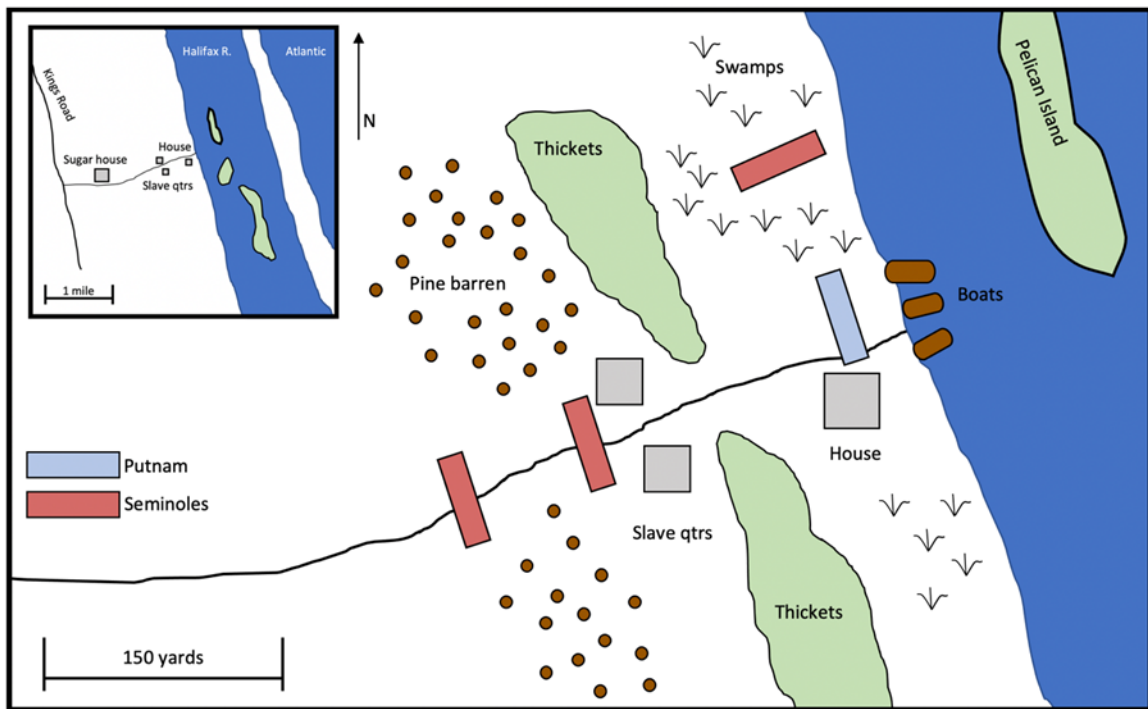 Halifax R.
Atlantic
Kings Road
House
Sugar house
Slave qtrs
1 mile
N
Swamps
Pelican Island
Thickets
Pine barren
Boats
House
Putnam
Seminoles
Slave qtrs
Thickets
150 yards